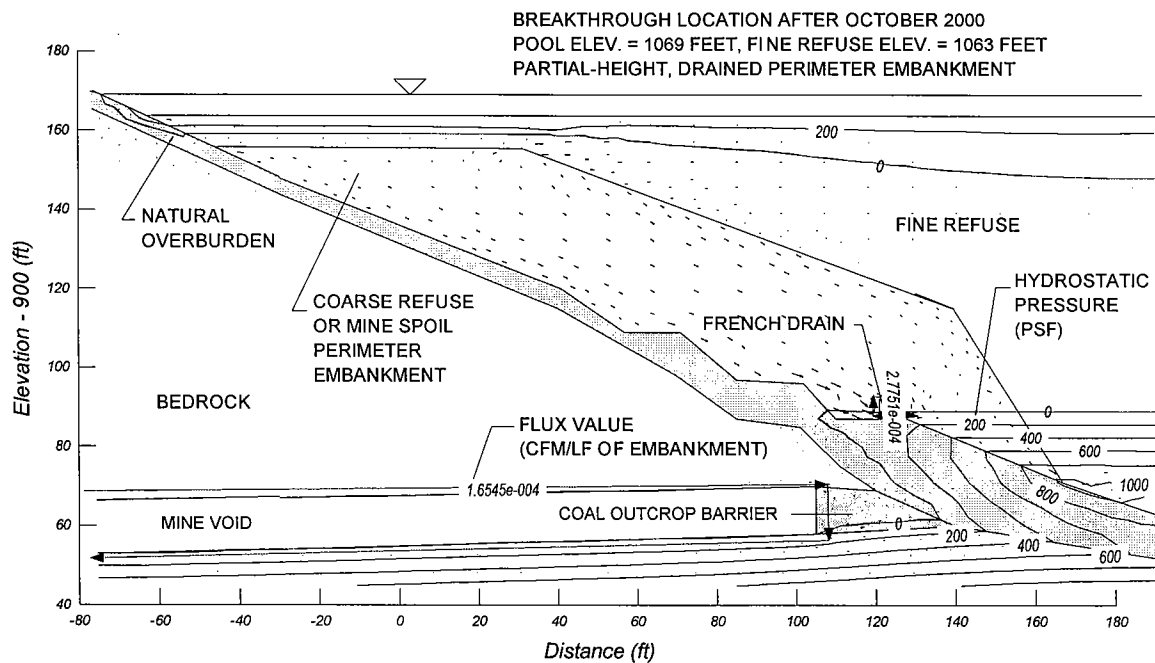 BREAKTHROUGH LOCATION AFTER OCTOBER 2000
POOL ELEV. = 1069 FEET, FINE REFUSE ELEV. = 1063 FEET
PARTIAL-HEIGHT, DRAINED PERIMETER EMBANKMENT
180
160
140
120
100
80
60
40
Elevation - 900 (ft)
200
0
NATURAL
OVERBURDEN
FINE REFUSE
COARSE REFUSE
OR MINE SPOIL
PERIMETER
EMBANKMENT
HYDROSTATIC
PRESSURE
(PSF)
FRENCH DRAIN
2.7751e-004
BEDROCK
0
200
400
600
800
1000
FLUX VALUE
(CFM/LF OF EMBANKMENT)
1.6545e-004
MINE VOID
COAL OUTCROP BARRIER
0
200
400
600
-80
-60
-40
-20
0
20
40
60
80
100
120
140
160
180
Distance (ft)